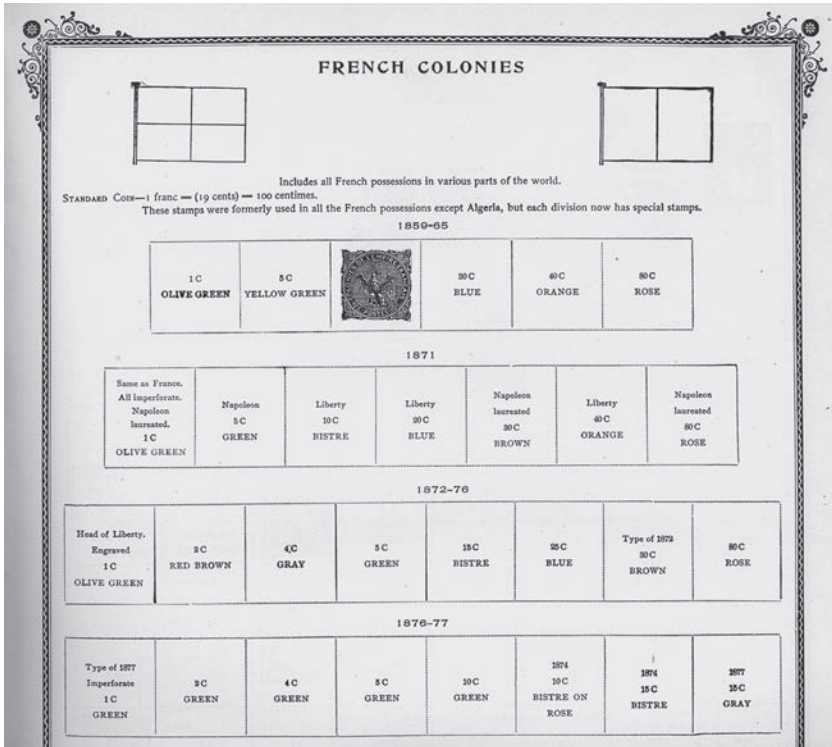 FRENCH COLONIES
Includes all French possessions in various parts of the world.
STANDARD COIN—1 franc = (19 cents) = 100 centimes.
These stamps were formerly used in all the French possessions except Algeria, but each division now has special stamps.
1859-65
1 C
OLIVE GREEN
5 C
YELLOW GREEN
20 C
BLUE
40 C
ORANGE
80 C
ROSE
1871
Same as France.
All imperforate.
Napoleon
laureated.
1 C
OLIVE GREEN
Napoleon
5 C
GREEN
Liberty
10 C
BISTRE
Liberty
20 C
BLUE
Napoleon
laureated
30 C
BROWN
Liberty
40 C
ORANGE
Napoleon
laureated
80 C
ROSE
1872-76
Head of Liberty.
Engraved
1 C
OLIVE GREEN
2 C
RED BROWN
4 C
GRAY
5 C
GREEN
15 C
BISTRE
25 C
BLUE
Type of 1872
30 C
BROWN
80 C
ROSE
1876-77
Type of 1877
Imperforate
1 C
GREEN
2 C
GREEN
4 C
GREEN
5 C
GREEN
10 C
GREEN
1874
10 C
BISTRE ON
ROSE
1874
15 C
BISTRE
1877
15 C
GRAY